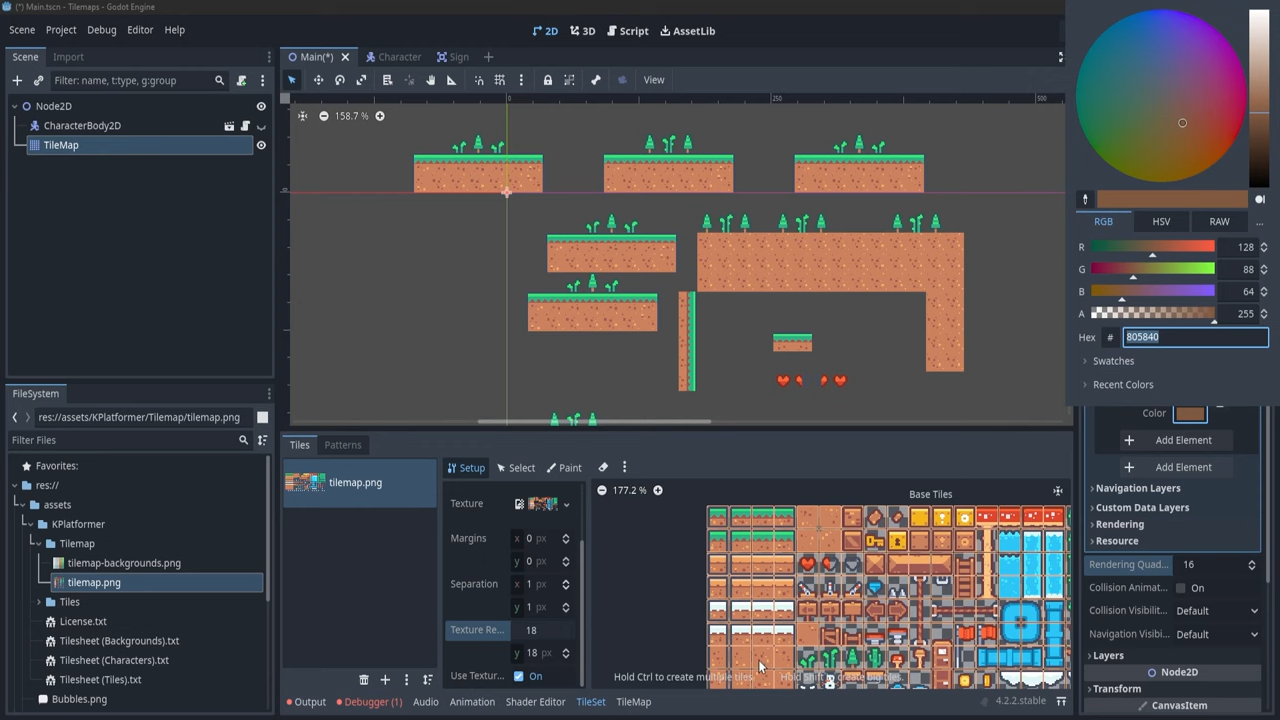 (*) Main.tscn - Tilemaps - Godot Engine
Scene Project Debug Editor Help
2D 3D Script AssetLib
Scene Import
Main(*) Character Sign
Filter: name, t:type, g:group
View
Node2D
CharacterBody2D
TileMap
0 250 500
158.7 %
0
RGB HSV RAW ...
R 128
G 88
B 64
A 255
Hex # 805840
Swatches
Recent Colors
FileSystem
res://assets/KPlatformer/Tilemap/tilemap.png
Filter Files
Favorites:
res://
assets
KPlatformer
Tilemap
tilemap-backgrounds.png
tilemap.png
Tiles
License.txt
Tilesheet (Backgrounds).txt
Tilesheet (Characters).txt
Tilesheet (Tiles).txt
Bubbles.png
Tiles Patterns
tilemap.png
Setup Select Paint
Texture
Margins x 0 px
y 0 px
Separation x 1 px
y 1 px
Texture Re... 18
y 18 px
Use Textur... On
177.2 %
Base Tiles
Hold Ctrl to create multiple tiles.
Hold Shift to create big tiles.
Output Debugger (1) Audio Animation Shader Editor TileSet TileMap
4.2.2.stable
Color
Add Element
Add Element
Navigation Layers
Custom Data Layers
Rendering
Resource
Rendering Quad... 16
Collision Animat... On
Collision Visibilit... Default
Navigation Visibi... Default
Layers
Node2D
Transform
CanvasItem